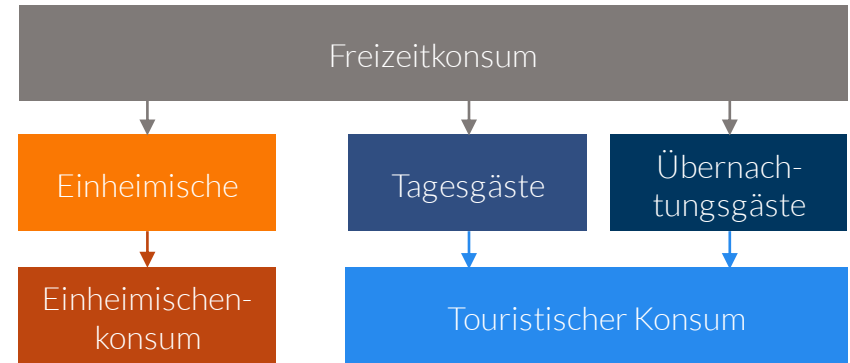 Freizeitkonsum
Einheimische
Tagesgäste
Übernach-
tungsgäste
Einheimischen-
konsum
Touristischer Konsum